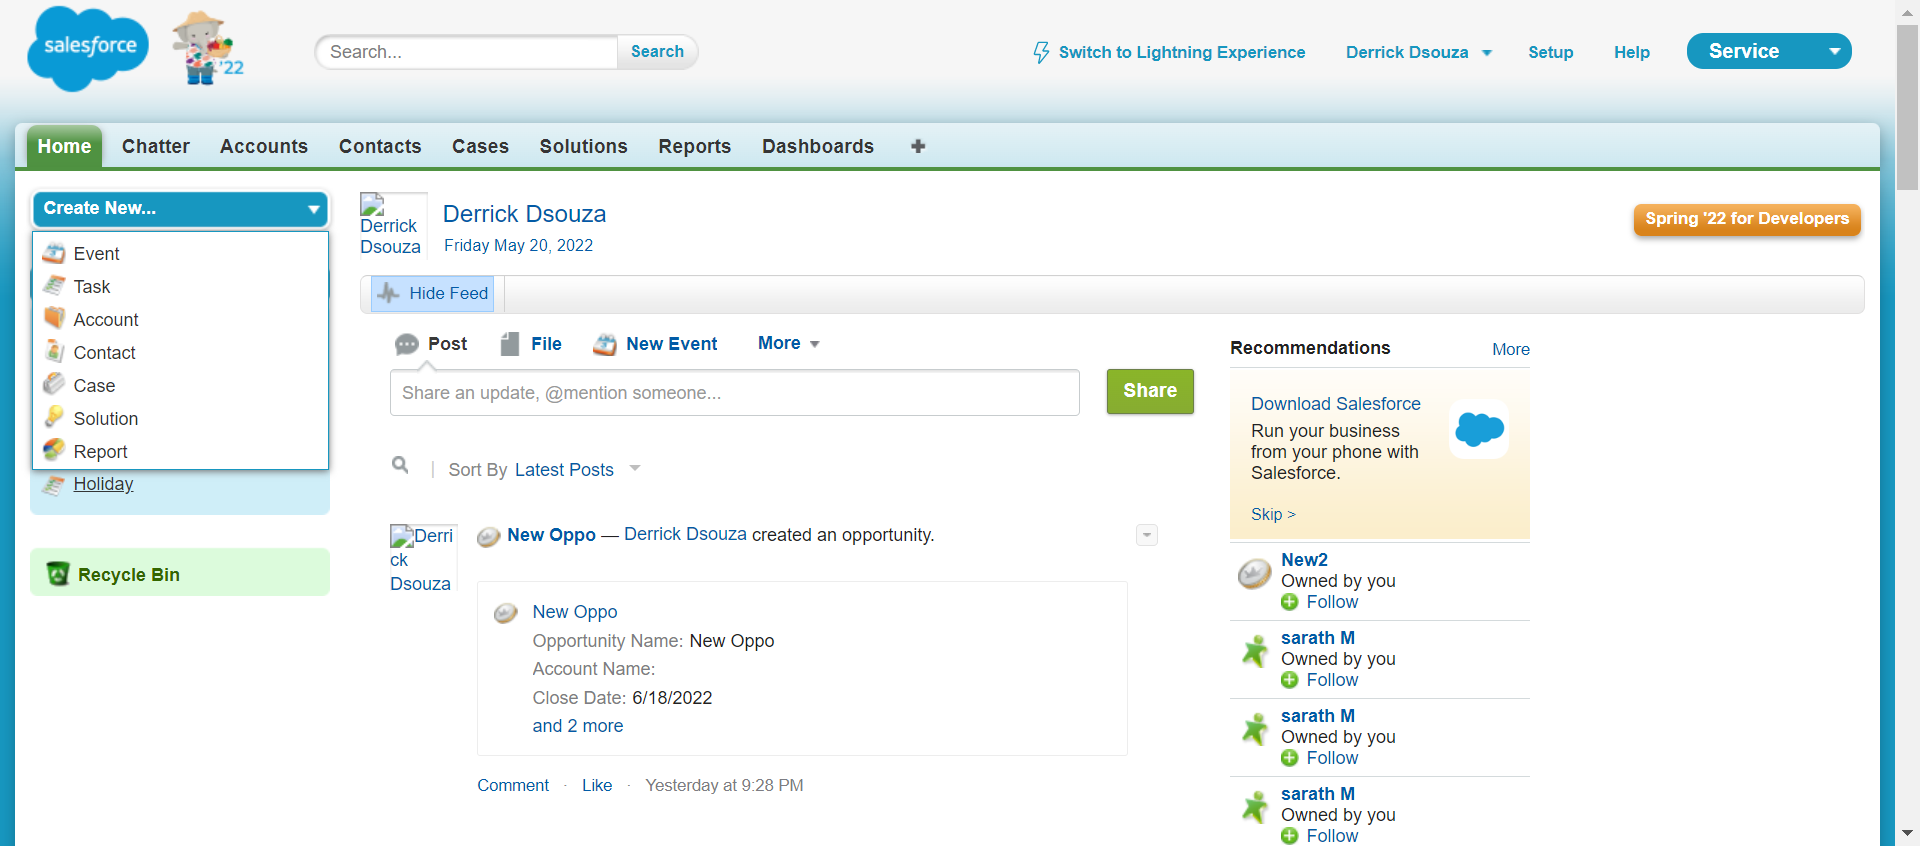 salesforce
'22
Search...
Search
Switch to Lightning Experience
Derrick Dsouza
Setup
Help
Service
Home
Chatter
Accounts
Contacts
Cases
Solutions
Reports
Dashboards
Create New...
Event
Task
Account
Contact
Case
Solution
Report
Holiday
Recycle Bin
Derrick
Dsouza
Derrick Dsouza
Friday May 20, 2022
Spring '22 for Developers
Hide Feed
Post
File
New Event
More
Share an update, @mention someone...
Share
Sort By Latest Posts
Derri
ck
Dsouza
New Oppo — Derrick Dsouza created an opportunity.
New Oppo
Opportunity Name: New Oppo
Account Name:
Close Date: 6/18/2022
and 2 more
Comment · Like · Yesterday at 9:28 PM
Recommendations
More
Download Salesforce
Run your business
from your phone with
Salesforce.
Skip >
New2
Owned by you
Follow
sarath M
Owned by you
Follow
sarath M
Owned by you
Follow
sarath M
Owned by you
Follow